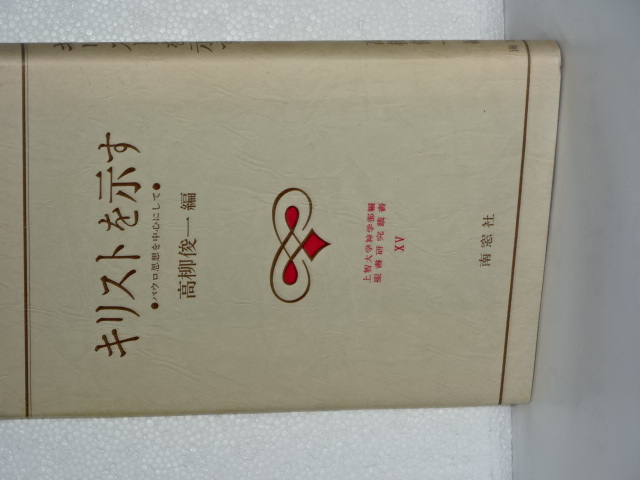 キリストを示す
●パウロ思想を中心にして●
高柳俊一 編
上智大学神学部編
聖書研究叢書
XV
南窓社